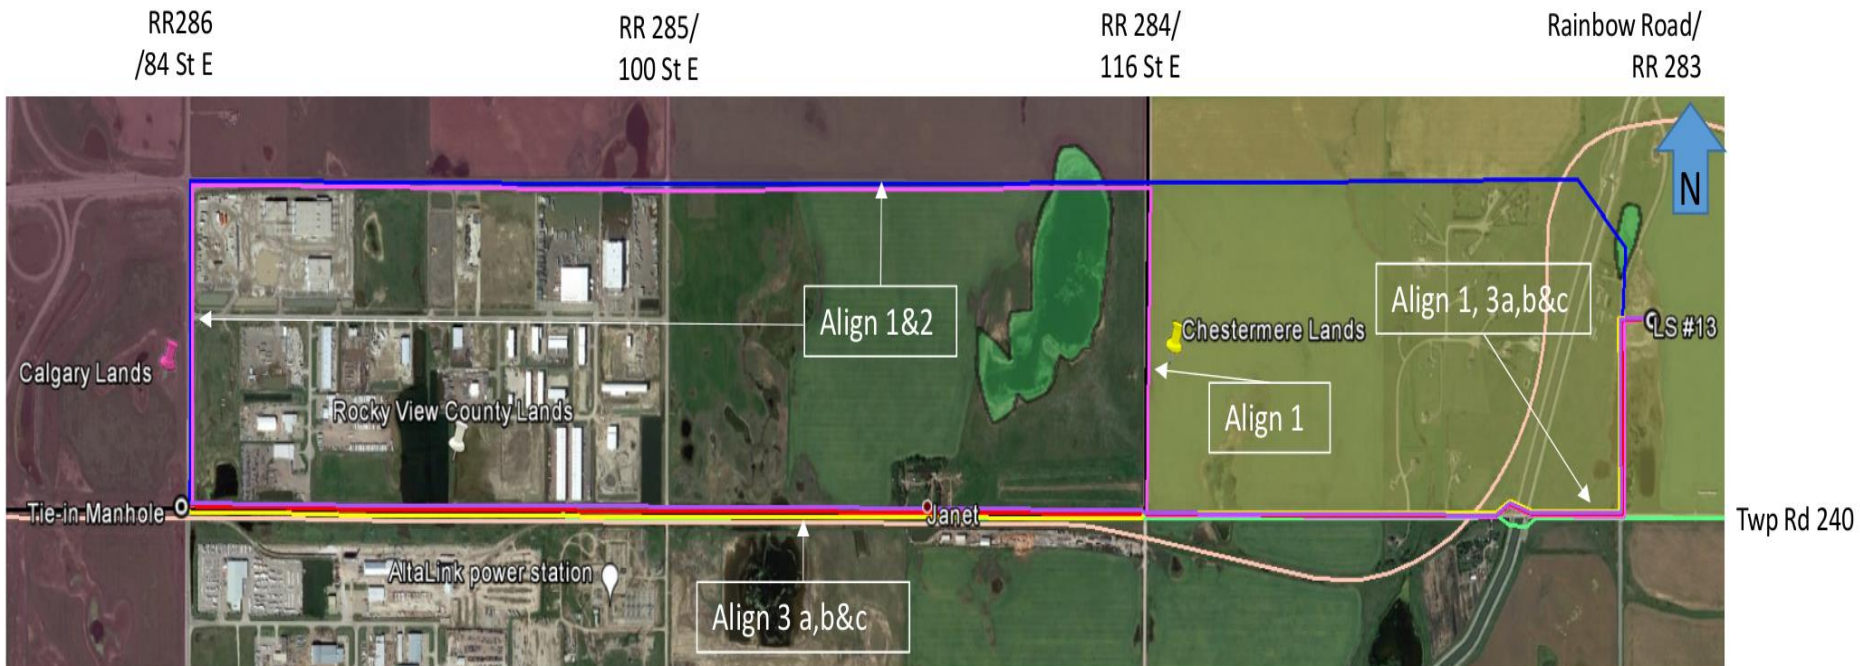 RR286
/84 St E
RR 285/
100 St E
RR 284/
116 St E
Rainbow Road/
RR 283
N
Align 1&2
Align 1, 3a,b&c
Chestermere Lands
LS #13
Calgary Lands
Rocky View County Lands
Align 1
Tie-in Manhole
Janet
Twp Rd 240
AltaLink power station
Align 3 a,b&c